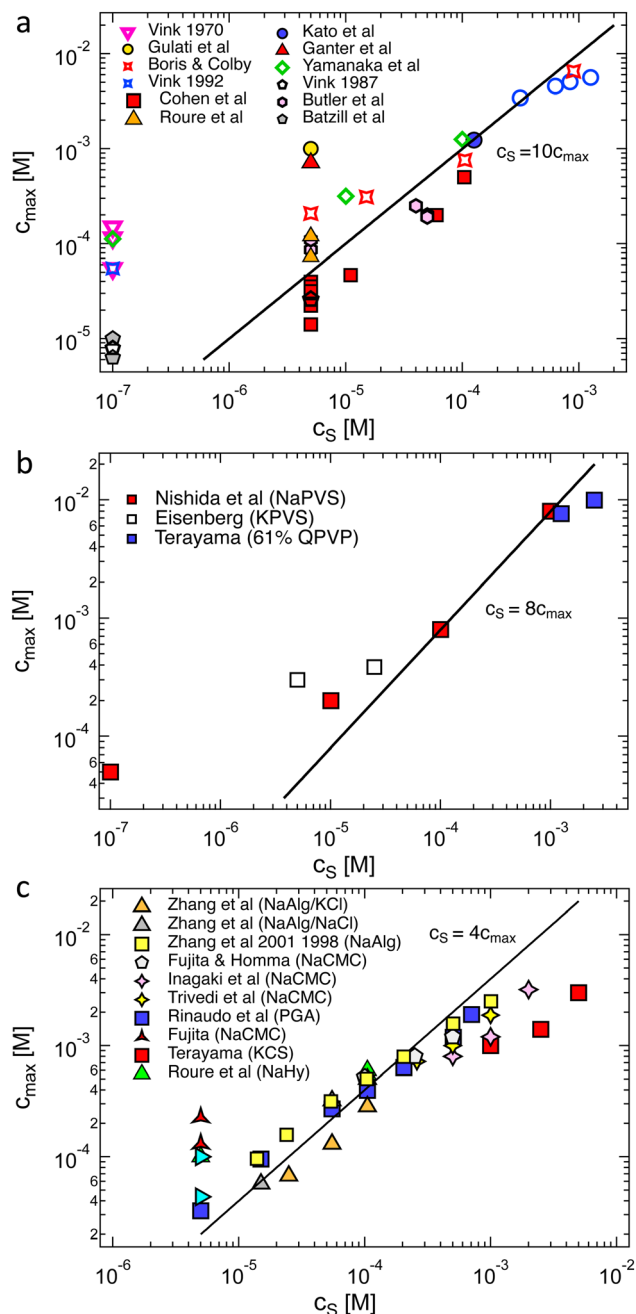 a
Vink 1970
Gulati et al
Boris & Colby
Vink 1992
Cohen et al
Roure et al
Kato et al
Ganter et al
Yamanaka et al
Vink 1987
Butler et al
Batzill et al
10⁻²
10⁻³
10⁻⁴
10⁻⁵
c_max [M]
c_S =10c_max
10⁻⁷ 10⁻⁶ 10⁻⁵ 10⁻⁴ 10⁻³
c_S [M]
b
Nishida et al (NaPVS)
Eisenberg (KPVS)
Terayama (61% QPVP)
2
10⁻²
6
4
2
10⁻³
6
4
2
10⁻⁴
6
4
c_max [M]
c_S = 8c_max
10⁻⁷ 10⁻⁶ 10⁻⁵ 10⁻⁴ 10⁻³
c_S [M]
c
Zhang et al (NaAlg/KCl)
Zhang et al (NaAlg/NaCl)
Zhang et al 2001 1998 (NaAlg)
Fujita & Homma (NaCMC)
Inagaki et al (NaCMC)
Trivedi et al (NaCMC)
Rinaudo et al (PGA)
Fujita (NaCMC)
Terayama (KCS)
Roure et al (NaHy)
c_S = 4c_max
2
10⁻²
6
4
2
10⁻³
6
4
2
10⁻⁴
6
4
2
c_max [M]
10⁻⁶ 10⁻⁵ 10⁻⁴ 10⁻³ 10⁻²
c_S [M]